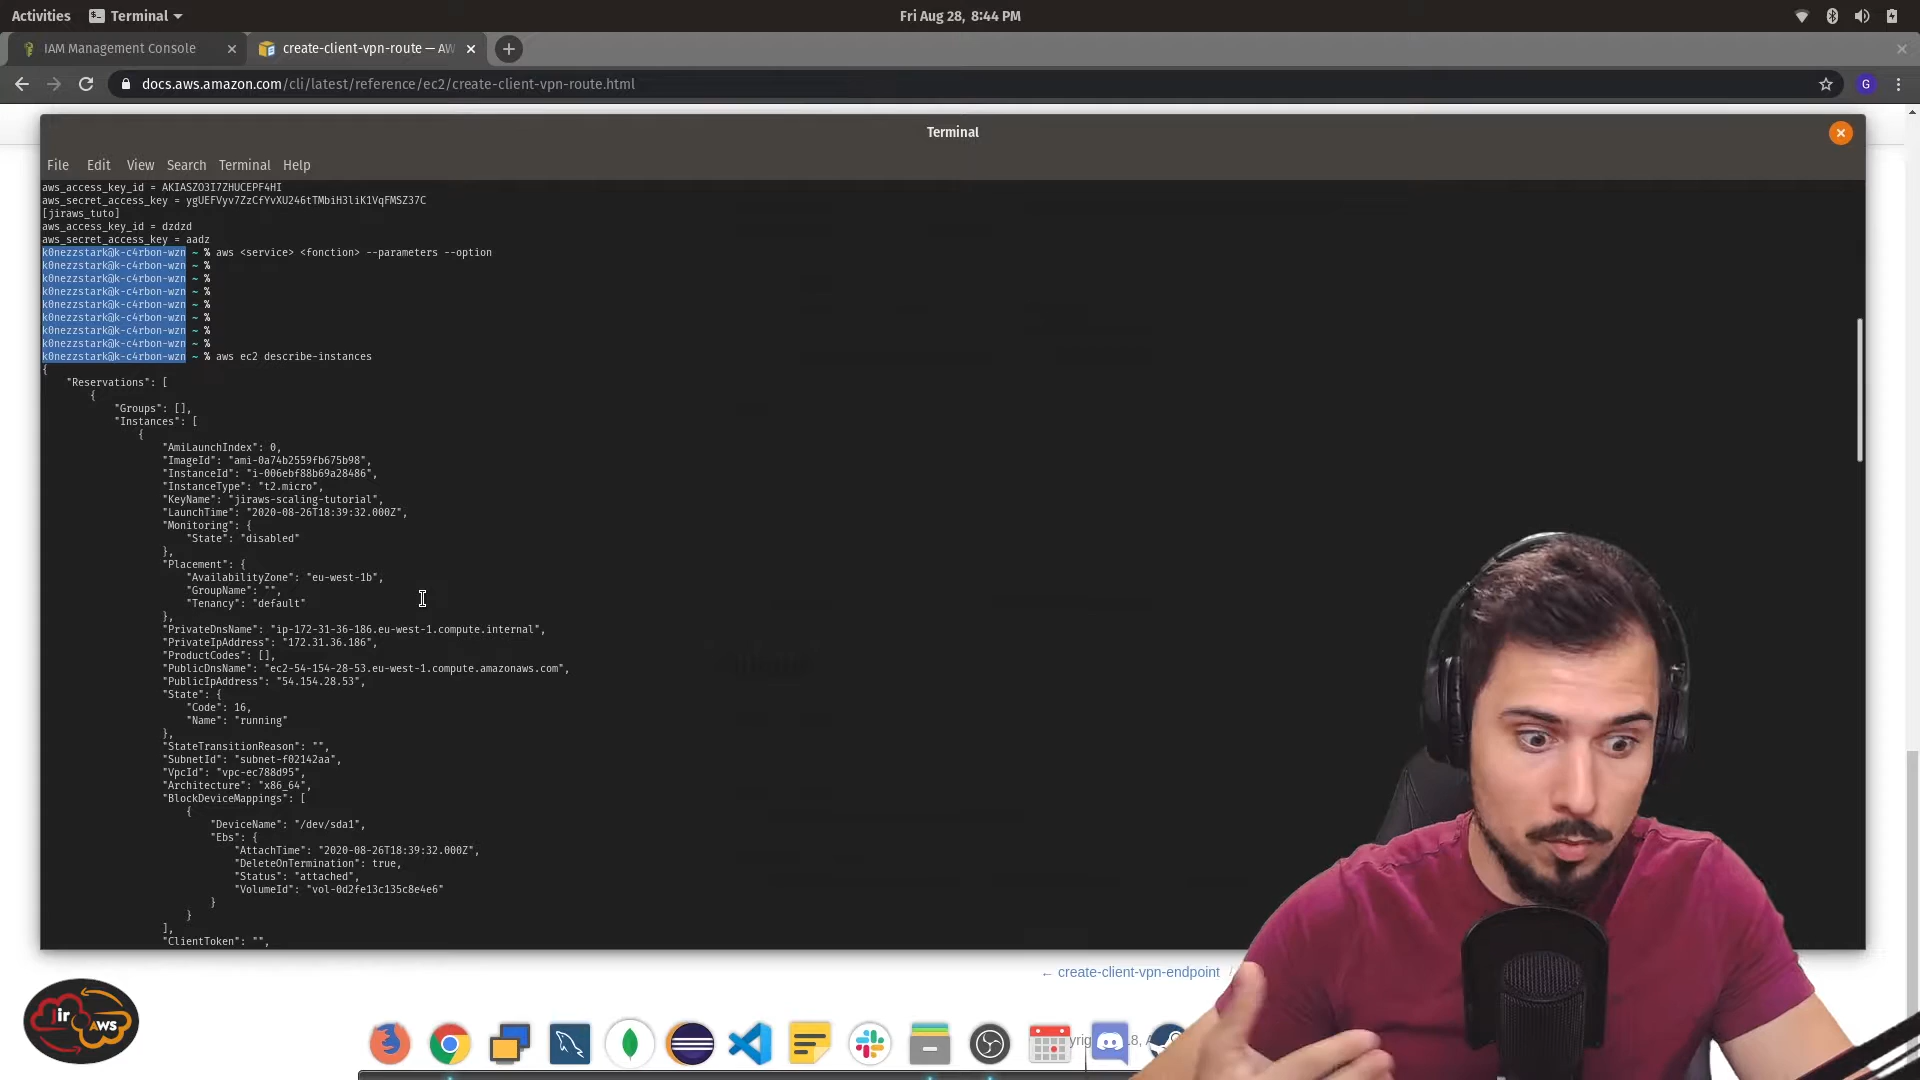 Activities
Terminal
Fri Aug 28, 8:44 PM
IAM Management Console
create-client-vpn-route — AW
docs.aws.amazon.com/cli/latest/reference/ec2/create-client-vpn-route.html
G
Terminal
File Edit View Search Terminal Help
aws_access_key_id = AKIASZO3I7ZHUCEPF4HI
aws_secret_access_key = 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
[jiraws_tuto]
aws_access_key_id = dzdzd
aws_secret_access_key = aadz
k0nezzstark@k-c4rbon-wzn ~ % aws <service> <fonction> --parameters --option
k0nezzstark@k-c4rbon-wzn ~ %
k0nezzstark@k-c4rbon-wzn ~ %
k0nezzstark@k-c4rbon-wzn ~ %
k0nezzstark@k-c4rbon-wzn ~ %
k0nezzstark@k-c4rbon-wzn ~ %
k0nezzstark@k-c4rbon-wzn ~ %
k0nezzstark@k-c4rbon-wzn ~ %
k0nezzstark@k-c4rbon-wzn ~ % aws ec2 describe-instances
{
"Reservations": [
{
"Groups": [],
"Instances": [
{
"AmiLaunchIndex": 0,
"ImageId": "ami-0a74b2559fb675b98",
"InstanceId": "i-006ebf88b69a28486",
"InstanceType": "t2.micro",
"KeyName": "jiraws-scaling-tutorial",
"LaunchTime": "2020-08-26T18:39:32.000Z",
"Monitoring": {
"State": "disabled"
},
"Placement": {
"AvailabilityZone": "eu-west-1b",
"GroupName": "",
"Tenancy": "default"
},
"PrivateDnsName": "ip-172-31-36-186.eu-west-1.compute.internal",
"PrivateIpAddress": "172.31.36.186",
"ProductCodes": [],
"PublicDnsName": "ec2-54-154-28-53.eu-west-1.compute.amazonaws.com",
"PublicIpAddress": "54.154.28.53",
"State": {
"Code": 16,
"Name": "running"
},
"StateTransitionReason": "",
"SubnetId": "subnet-f02142aa",
"VpcId": "vpc-ec788d95",
"Architecture": "x86_64",
"BlockDeviceMappings": [
{
"DeviceName": "/dev/sda1",
"Ebs": {
"AttachTime": "2020-08-26T18:39:32.000Z",
"DeleteOnTermination": true,
"Status": "attached",
"VolumeId": "vol-0d2fe13c135c8e4e6"
}
}
],
"ClientToken": "",
← create-client-vpn-endpoint /
Jir AWS